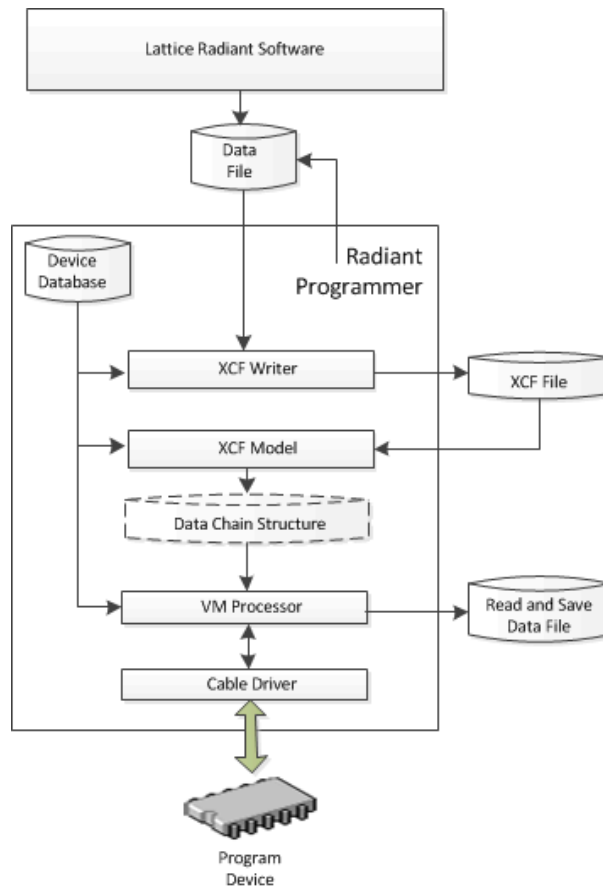 Lattice Radiant Software
Data
File
Device
Database
Radiant
Programmer
XCF Writer
XCF File
XCF Model
Data Chain Structure
VM Processor
Read and Save
Data File
Cable Driver
Program
Device